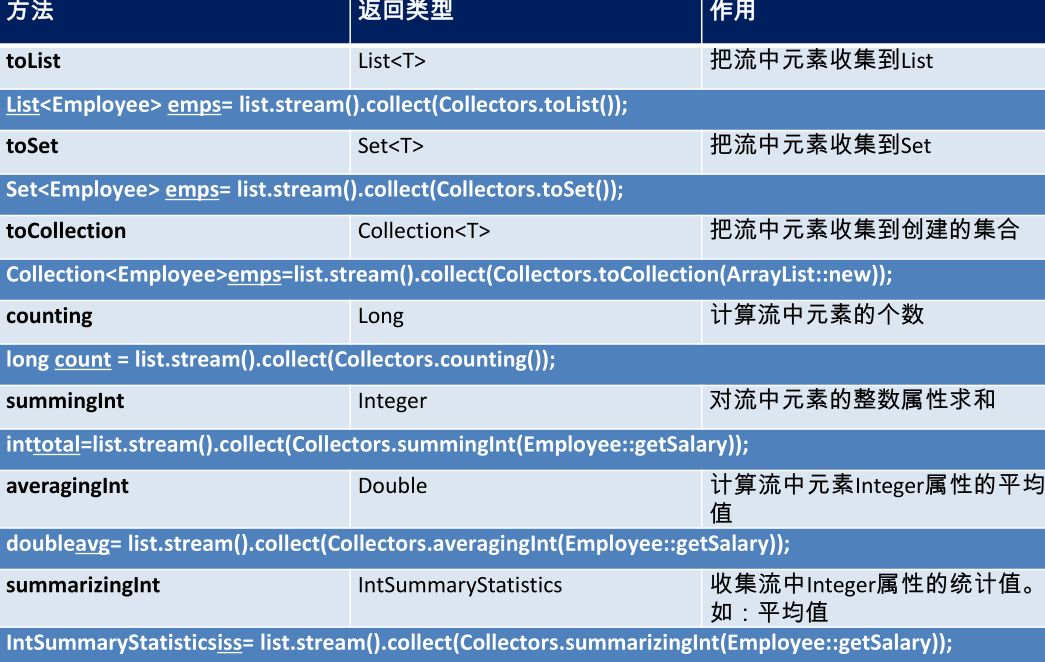 方法 返回类型 作用
toList List<T> 把流中元素收集到List
List<Employee> emps= list.stream().collect(Collectors.toList());
toSet Set<T> 把流中元素收集到Set
Set<Employee> emps= list.stream().collect(Collectors.toSet());
toCollection Collection<T> 把流中元素收集到创建的集合
Collection<Employee>emps=list.stream().collect(Collectors.toCollection(ArrayList::new));
counting Long 计算流中元素的个数
long count = list.stream().collect(Collectors.counting());
summingInt Integer 对流中元素的整数属性求和
inttotal=list.stream().collect(Collectors.summingInt(Employee::getSalary));
averagingInt Double 计算流中元素Integer属性的平均
值
doubleavg= list.stream().collect(Collectors.averagingInt(Employee::getSalary));
summarizingInt IntSummaryStatistics 收集流中Integer属性的统计值。
如：平均值
IntSummaryStatisticsiss= list.stream().collect(Collectors.summarizingInt(Employee::getSalary));